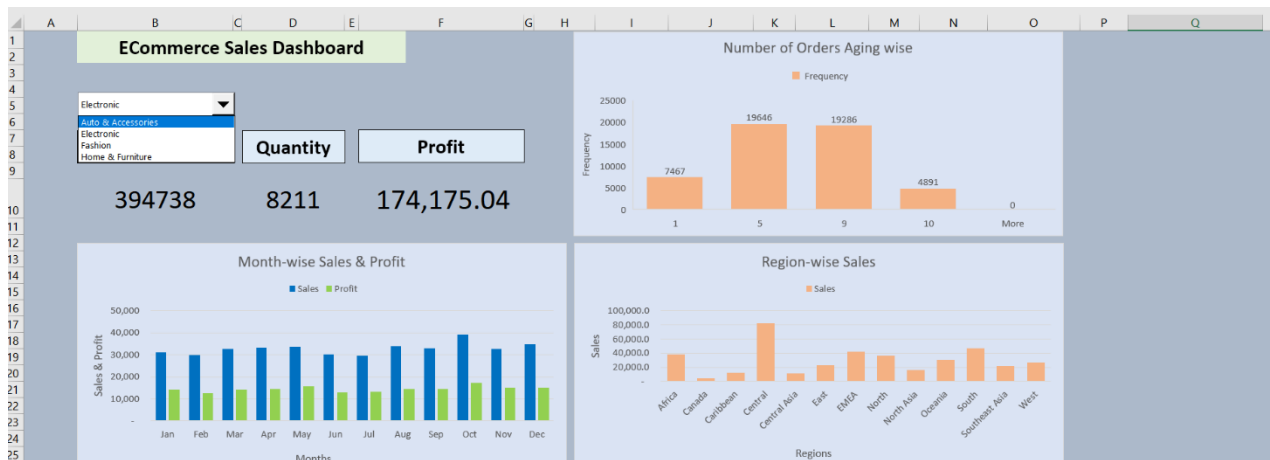 A B C D E F G H I J K L M N O P Q
1
2
3
4
5
6
7
8
9
10
11
12
13
14
15
16
17
18
19
20
21
22
23
24
25
ECommerce Sales Dashboard
Electronic
Auto & Accessories
Electronic
Fashion
Home & Furniture
Quantity
Profit
394738
8211
174,175.04
Number of Orders Aging wise
Frequency
Frequency
25000
20000
15000
10000
5000
0
7467
19646
19286
4891
0
1 5 9 10 More
Month-wise Sales & Profit
Sales Profit
Sales & Profit
50,000
40,000
30,000
20,000
10,000
-
Jan Feb Mar Apr May Jun Jul Aug Sep Oct Nov Dec
Months
Region-wise Sales
Sales
Sales
100,000.0
80,000.0
60,000.0
40,000.0
20,000.0
-
Africa Canada Caribbean Central Central Asia East EMEA North North Asia Oceania South Southeast Asia West
Regions